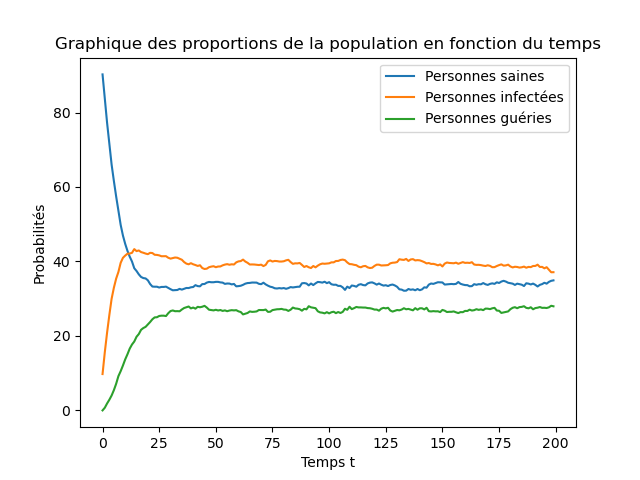 Graphique des proportions de la population en fonction du temps
Personnes saines
Personnes infectées
Personnes guéries
Probabilités
80
60
40
20
0
0 25 50 75 100 125 150 175 200
Temps t